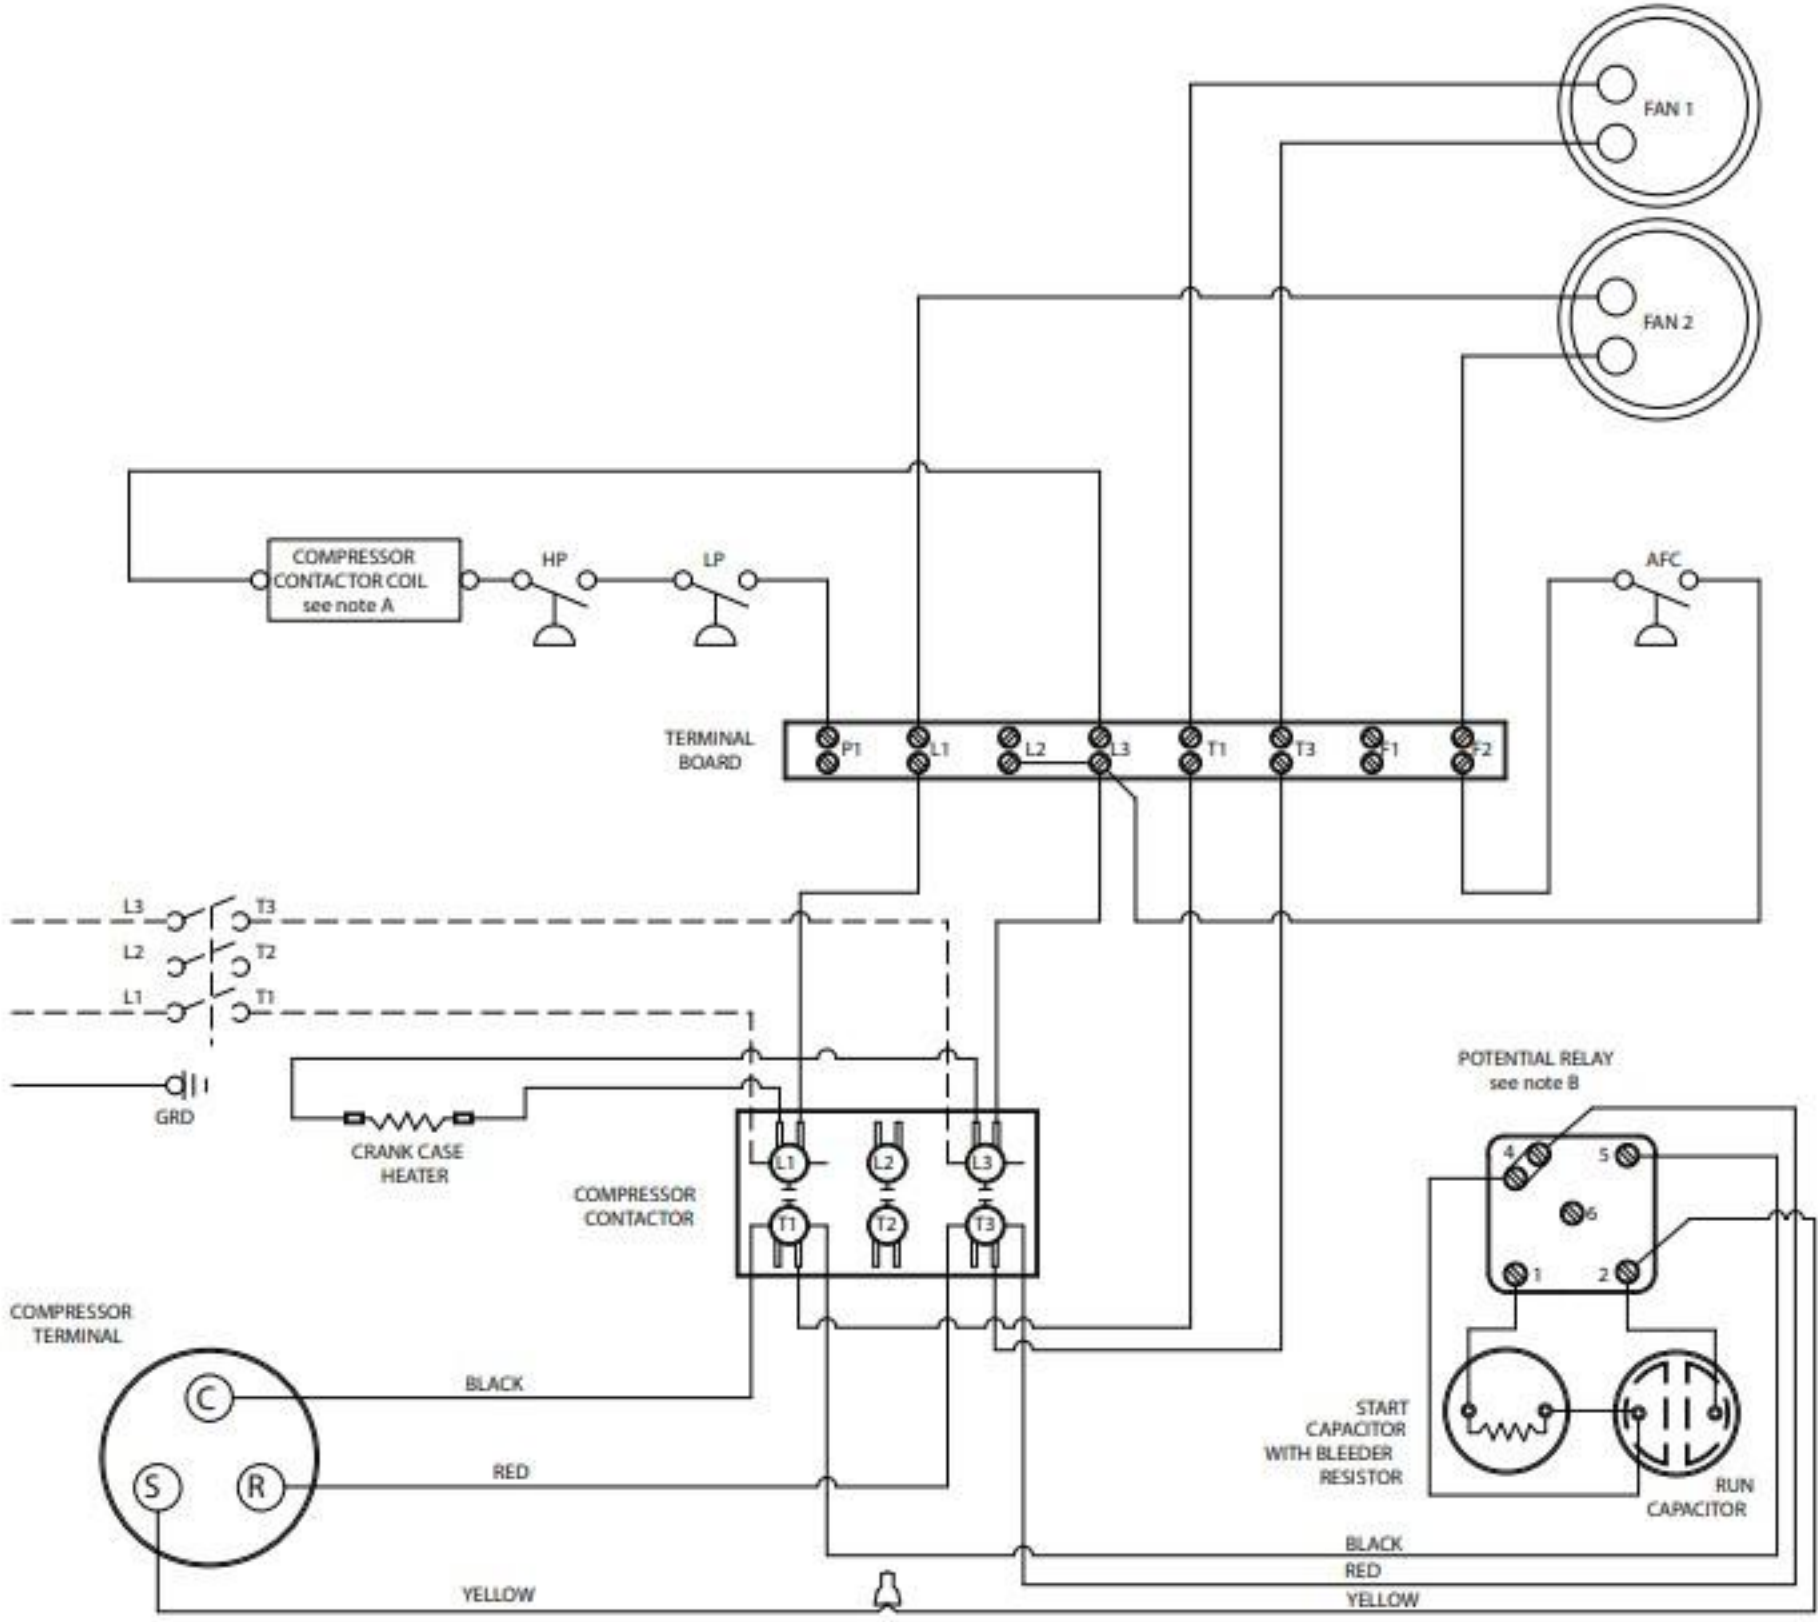 FAN 1
FAN 2
COMPRESSOR
CONTACTOR COIL
see note A
HP
LP
AFC
TERMINAL
BOARD
P1
L1
L2
L3
T1
T3
F1
F2
L3
T3
L2
T2
L1
T1
GRD
CRANK CASE
HEATER
COMPRESSOR
CONTACTOR
L1
L2
L3
T1
T2
T3
POTENTIAL RELAY
see note B
4
5
6
1
2
COMPRESSOR
TERMINAL
C
S
R
BLACK
RED
YELLOW
START
CAPACITOR
WITH BLEEDER
RESISTOR
RUN
CAPACITOR
BLACK
RED
YELLOW